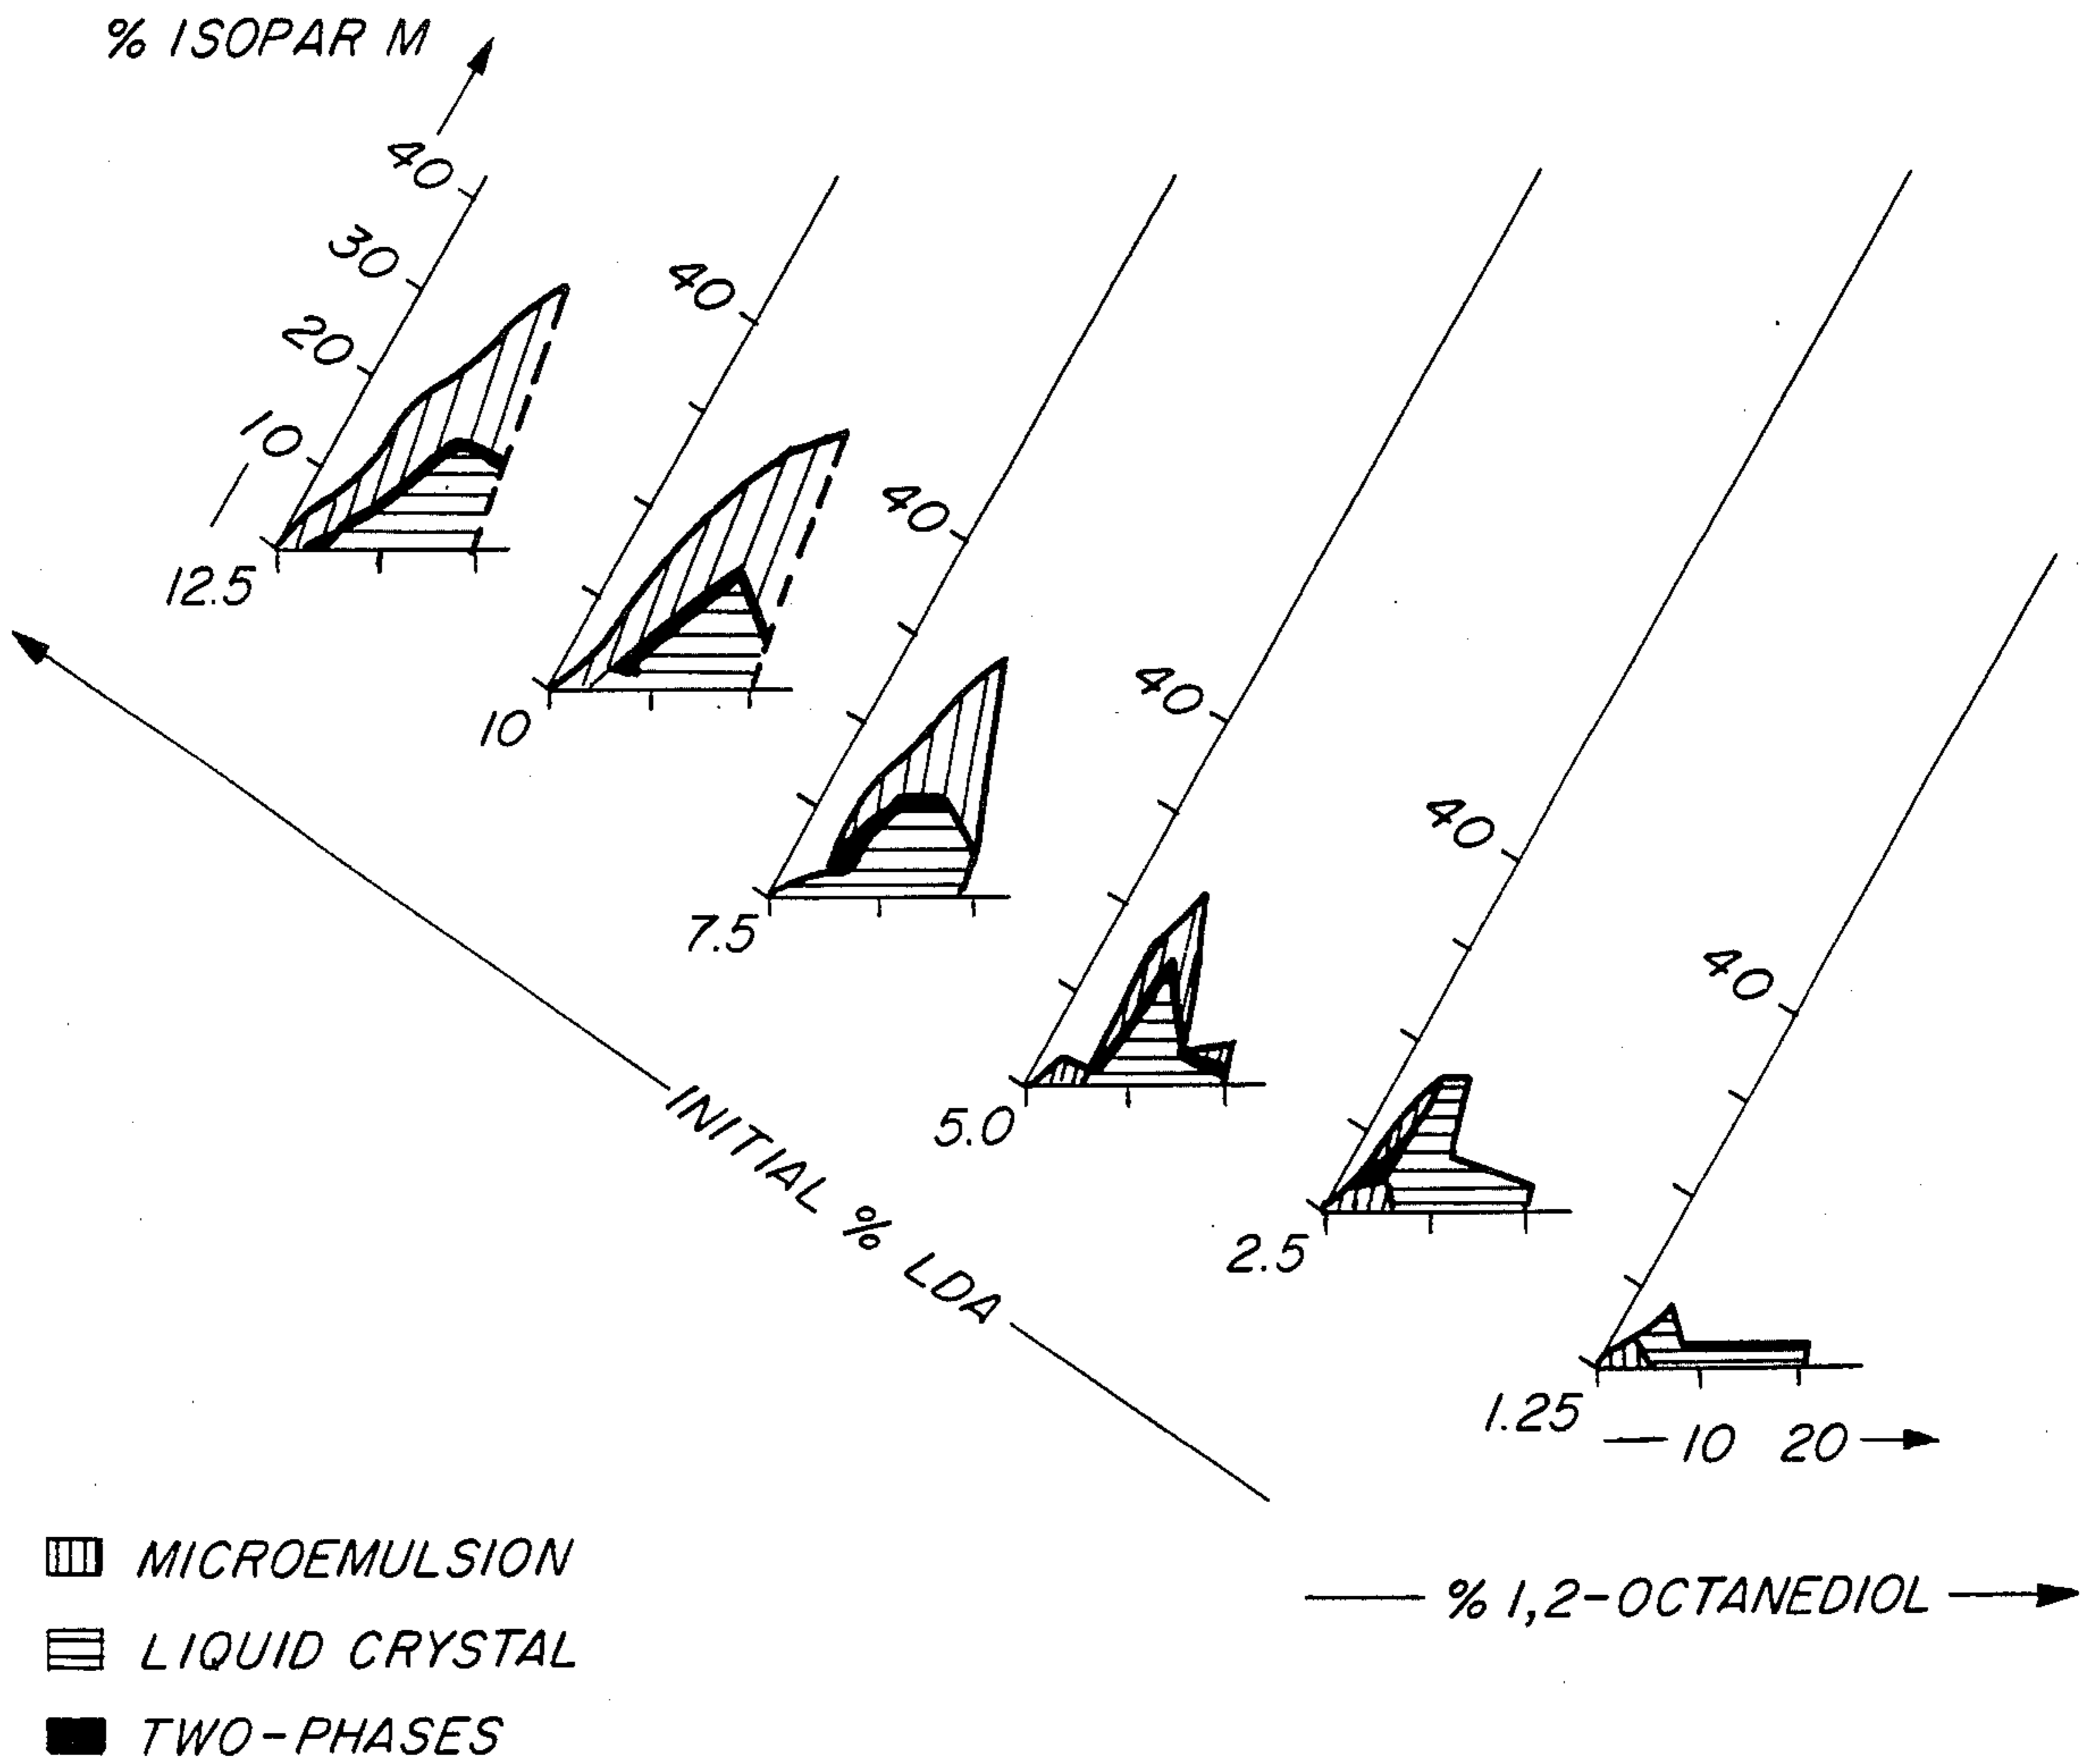 % ISOPAR M
40
30
20
10
12.5
40
10
40
7.5
40
5.0
40
2.5
40
1.25
10 20
INITIAL % LDA
% 1,2-OCTANEDIOL
MICROEMULSION
LIQUID CRYSTAL
TWO-PHASES